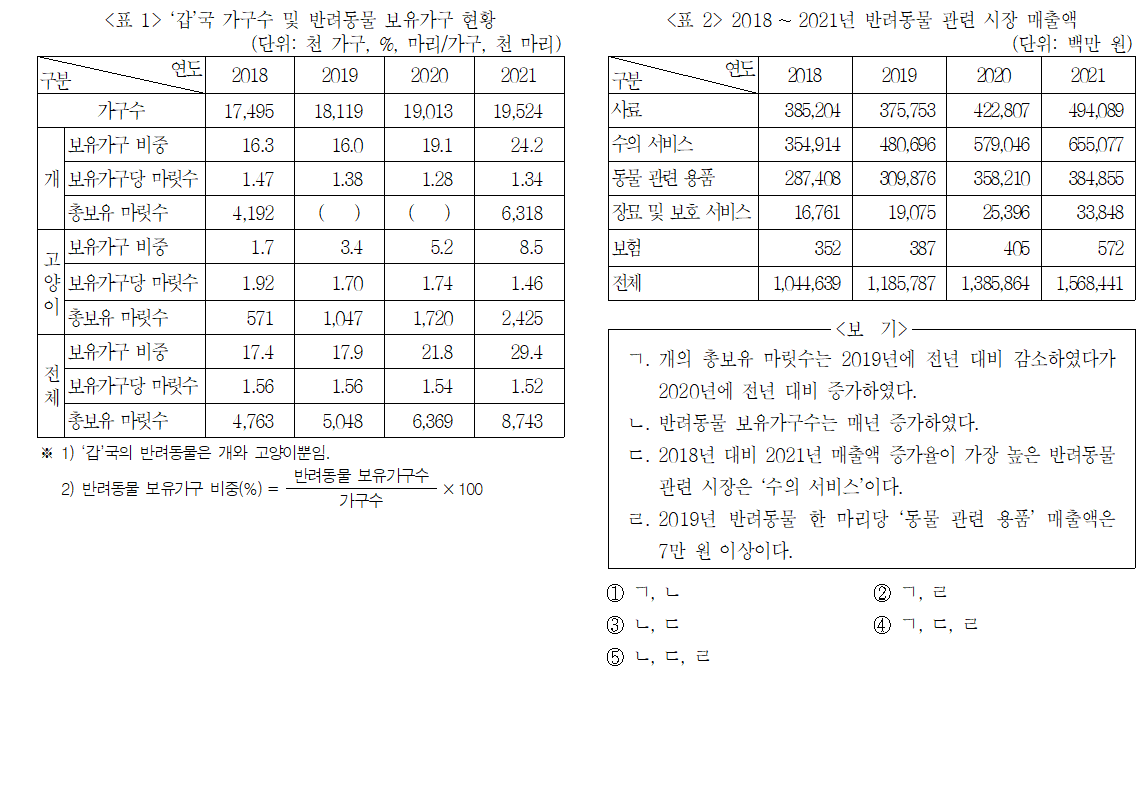 <표 1> ‘갑’국 가구수 및 반려동물 보유가구 현황
(단위: 천 가구, %, 마리/가구, 천 마리)
구분 연도 2018 2019 2020 2021
가구수 17,495 18,119 19,013 19,524
개 보유가구 비중 16.3 16.0 19.1 24.2
보유가구당 마릿수 1.47 1.38 1.28 1.34
총보유 마릿수 4,192 ( ) ( ) 6,318
고양이 보유가구 비중 1.7 3.4 5.2 8.5
보유가구당 마릿수 1.92 1.70 1.74 1.46
총보유 마릿수 571 1,047 1,720 2,425
전체 보유가구 비중 17.4 17.9 21.8 29.4
보유가구당 마릿수 1.56 1.56 1.54 1.52
총보유 마릿수 4,763 5,048 6,369 8,743
※ 1) ‘갑’국의 반려동물은 개와 고양이뿐임.
2) 반려동물 보유가구 비중(%) = 반려동물 보유가구수 / 가구수 × 100
<표 2> 2018 ~ 2021년 반려동물 관련 시장 매출액
(단위: 백만 원)
구분 연도 2018 2019 2020 2021
사료 385,204 375,753 422,807 494,089
수의 서비스 354,914 480,696 579,046 655,077
동물 관련 용품 287,408 309,876 358,210 384,855
장묘 및 보호 서비스 16,761 19,075 25,396 33,848
보험 352 387 405 572
전체 1,044,639 1,185,787 1,385,864 1,568,441
<보 기>
ㄱ. 개의 총보유 마릿수는 2019년에 전년 대비 감소하였다가
2020년에 전년 대비 증가하였다.
ㄴ. 반려동물 보유가구수는 매년 증가하였다.
ㄷ. 2018년 대비 2021년 매출액 증가율이 가장 높은 반려동물
관련 시장은 ‘수의 서비스’이다.
ㄹ. 2019년 반려동물 한 마리당 ‘동물 관련 용품’ 매출액은
7만 원 이상이다.
① ㄱ, ㄴ
② ㄱ, ㄹ
③ ㄴ, ㄷ
④ ㄱ, ㄷ, ㄹ
⑤ ㄴ, ㄷ, ㄹ